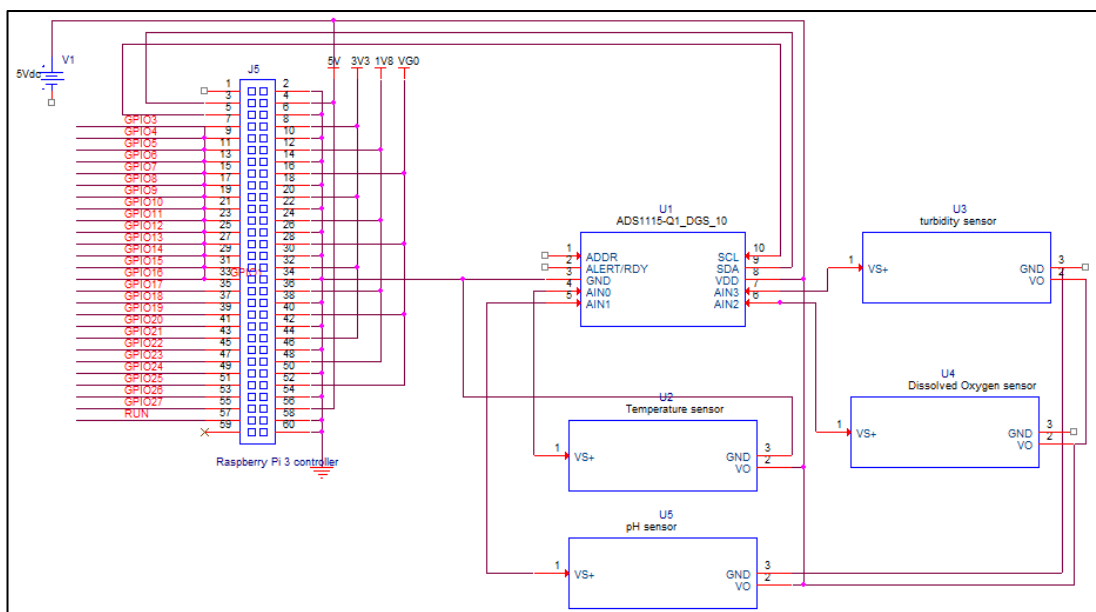 V1
5Vdc
J5
5V 3V3 1V8 VG0
1 2
3 4
5 6
GPIO3 7 8
GPIO4 9 10
GPIO5 11 12
GPIO6 13 14
GPIO7 15 16
GPIO8 17 18
GPIO9 19 20
GPIO10 21 22
GPIO11 23 24
GPIO12 25 26
GPIO13 27 28
GPIO14 29 30
GPIO15 31 32
GPIO16 33 34
GPIO17 35 36
GPIO18 37 38
GPIO19 39 40
GPIO20 41 42
GPIO21 43 44
GPIO22 45 46
GPIO23 47 48
GPIO24 49 50
GPIO25 51 52
GPIO26 53 54
GPIO27 55 56
RUN 57 58
59 60
Raspberry Pi 3 controller
U1
ADS1115-Q1_DGS_10
1 ADDR SCL 10
2 ALERT/RDY SDA 9
3 GND VDD 8
4 AIN0 AIN3 7
5 AIN1 AIN2 6
U3
turbidity sensor
1 VS+ GND 3
VO 2
U4
Dissolved Oxygen sensor
1 VS+ GND 3
VO 2
U2
Temperature sensor
1 VS+ GND 3
VO 2
U5
pH sensor
1 VS+ GND 3
VO 2